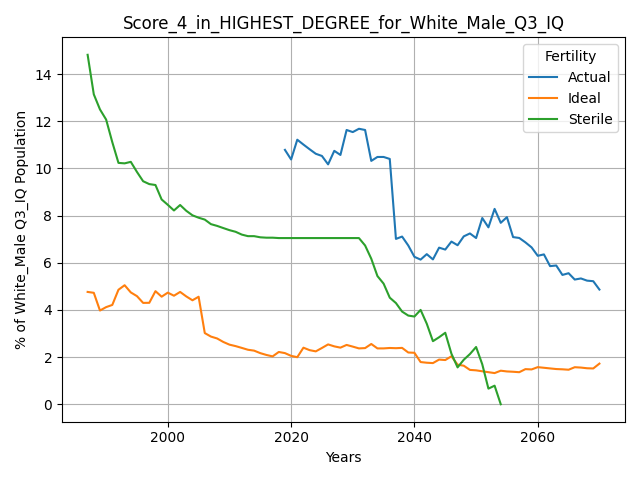 Score_4_in_HIGHEST_DEGREE_for_White_Male_Q3_IQ
% of White_Male Q3_IQ Population
14
12
10
8
6
4
2
0
Fertility
Actual
Ideal
Sterile
2000 2020 2040 2060
Years